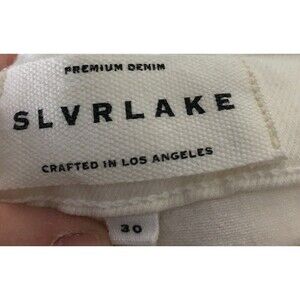 PREMIUM DENIM
SLVRLAKE
CRAFTED IN LOS ANGELES
30